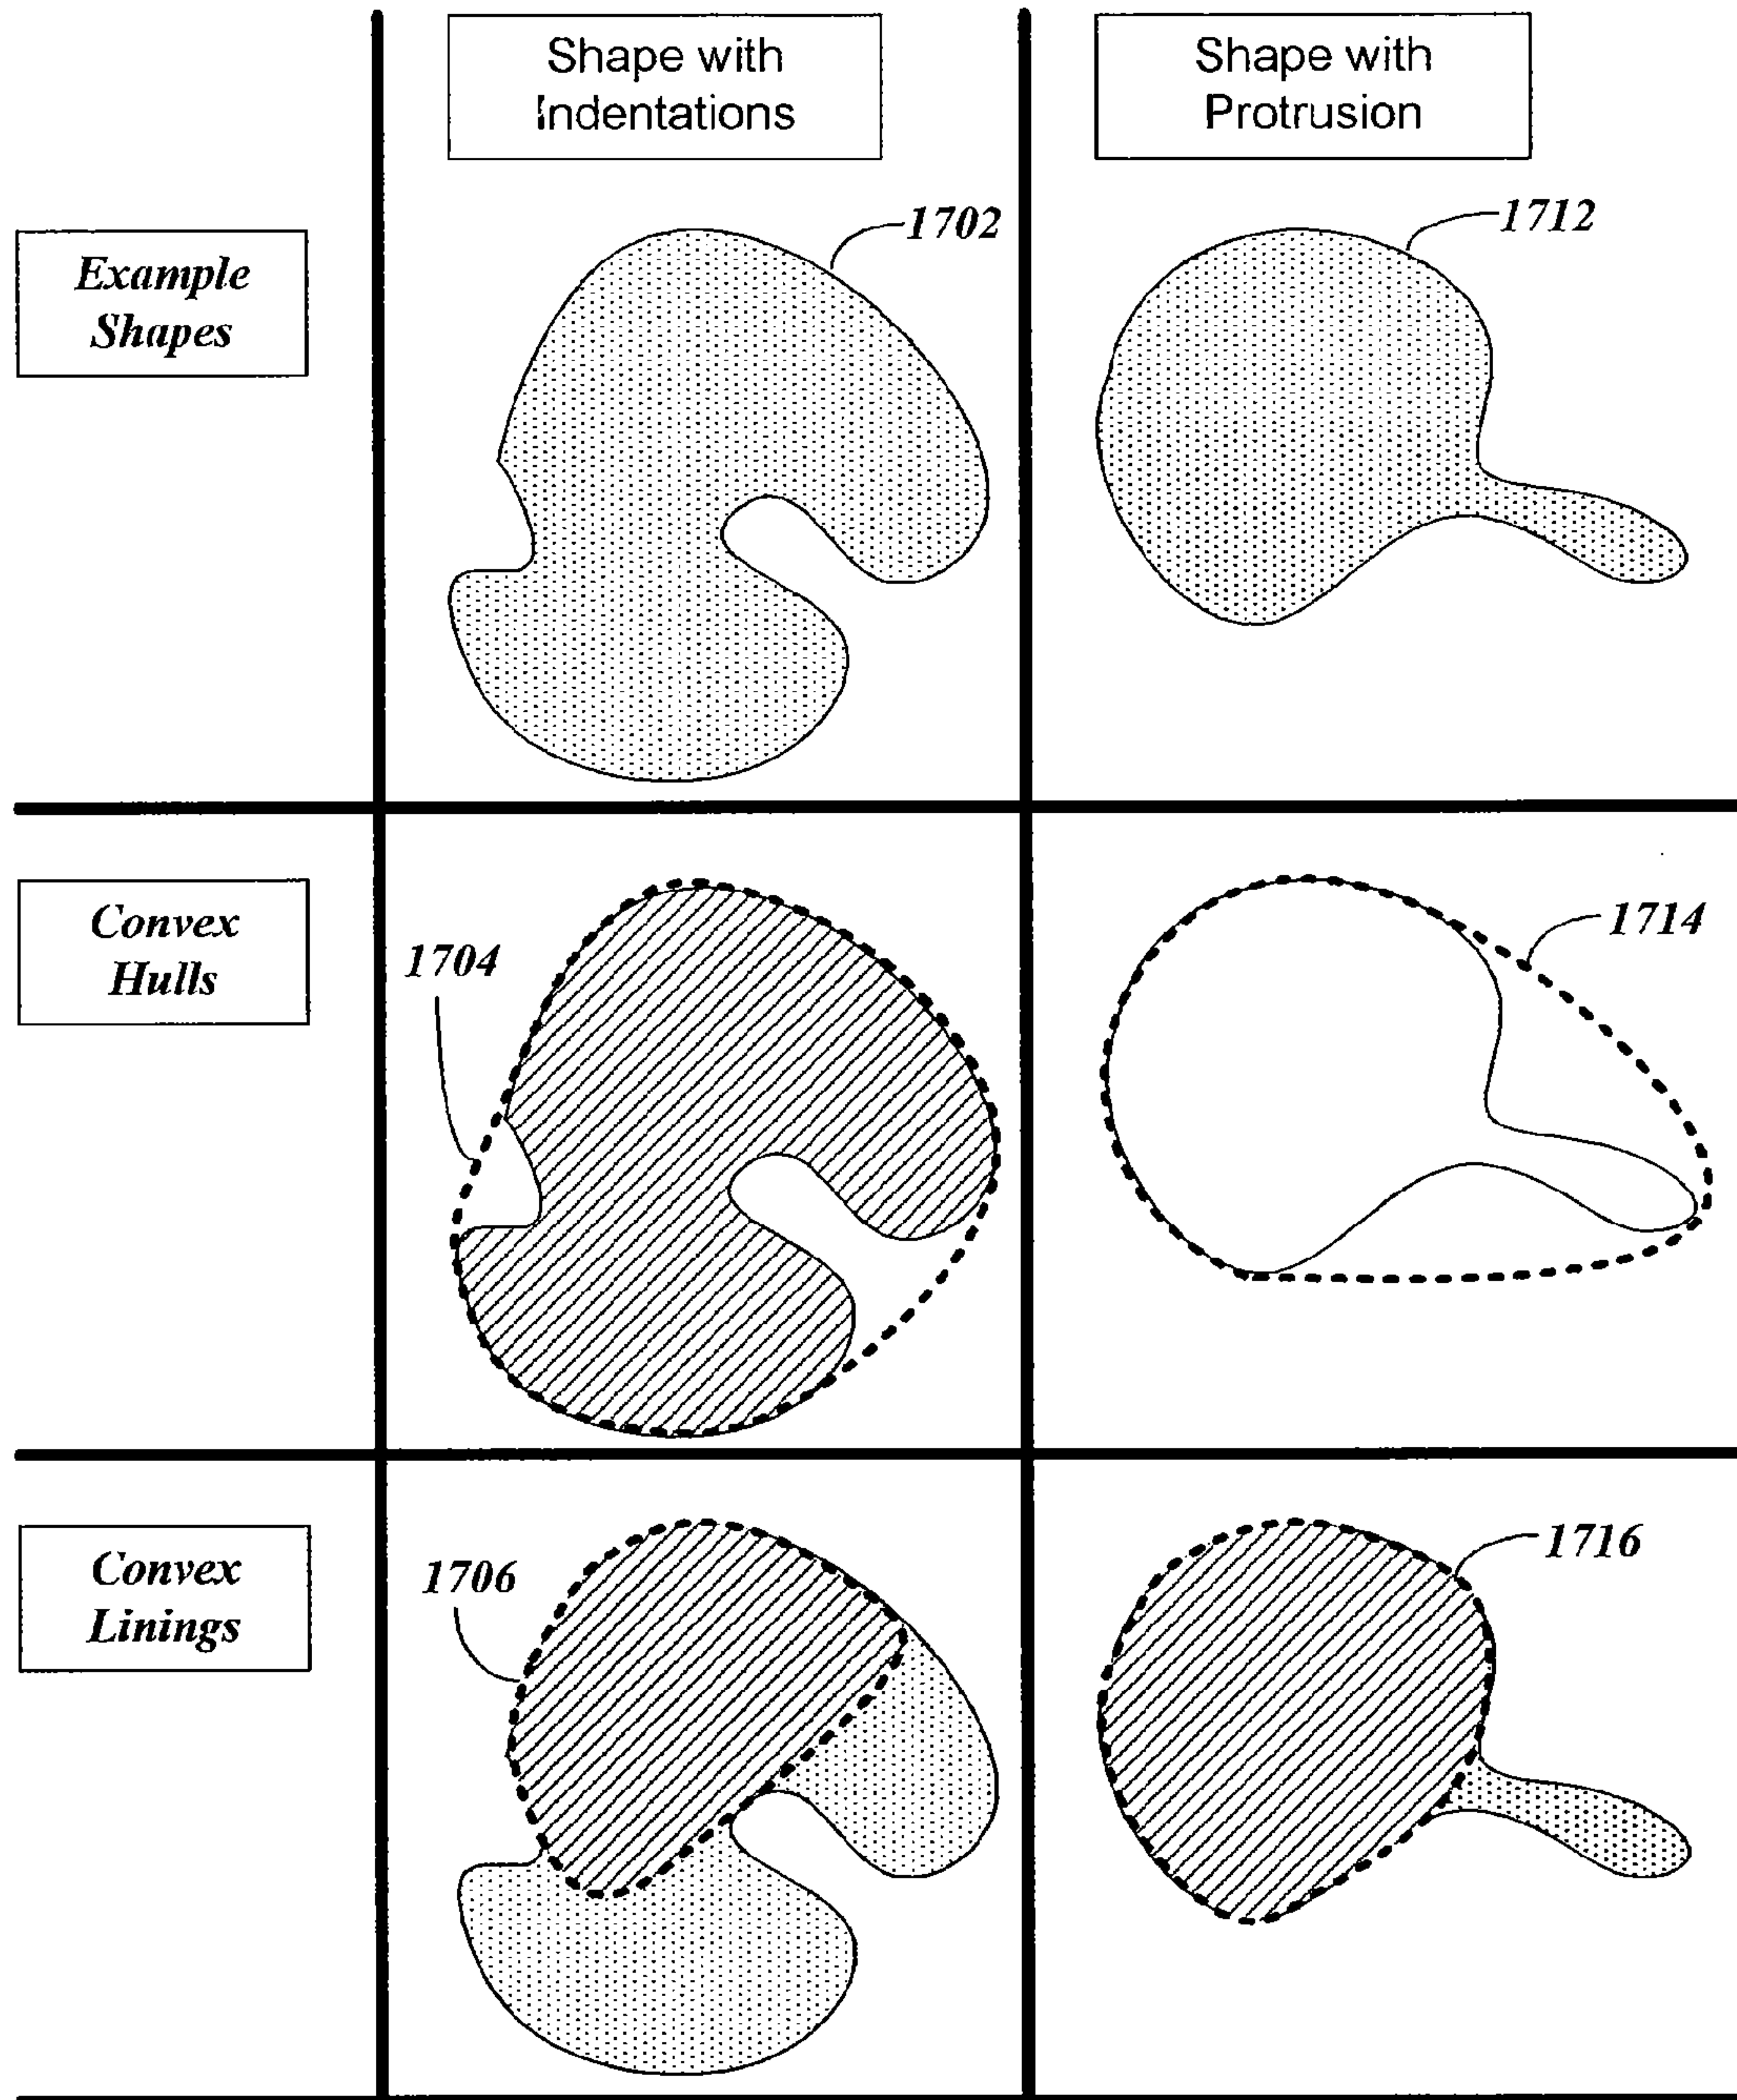 Shape with
Indentations
Shape with
Protrusion
Example
Shapes
1702
1712
Convex
Hulls
1704
1714
Convex
Linings
1706
1716